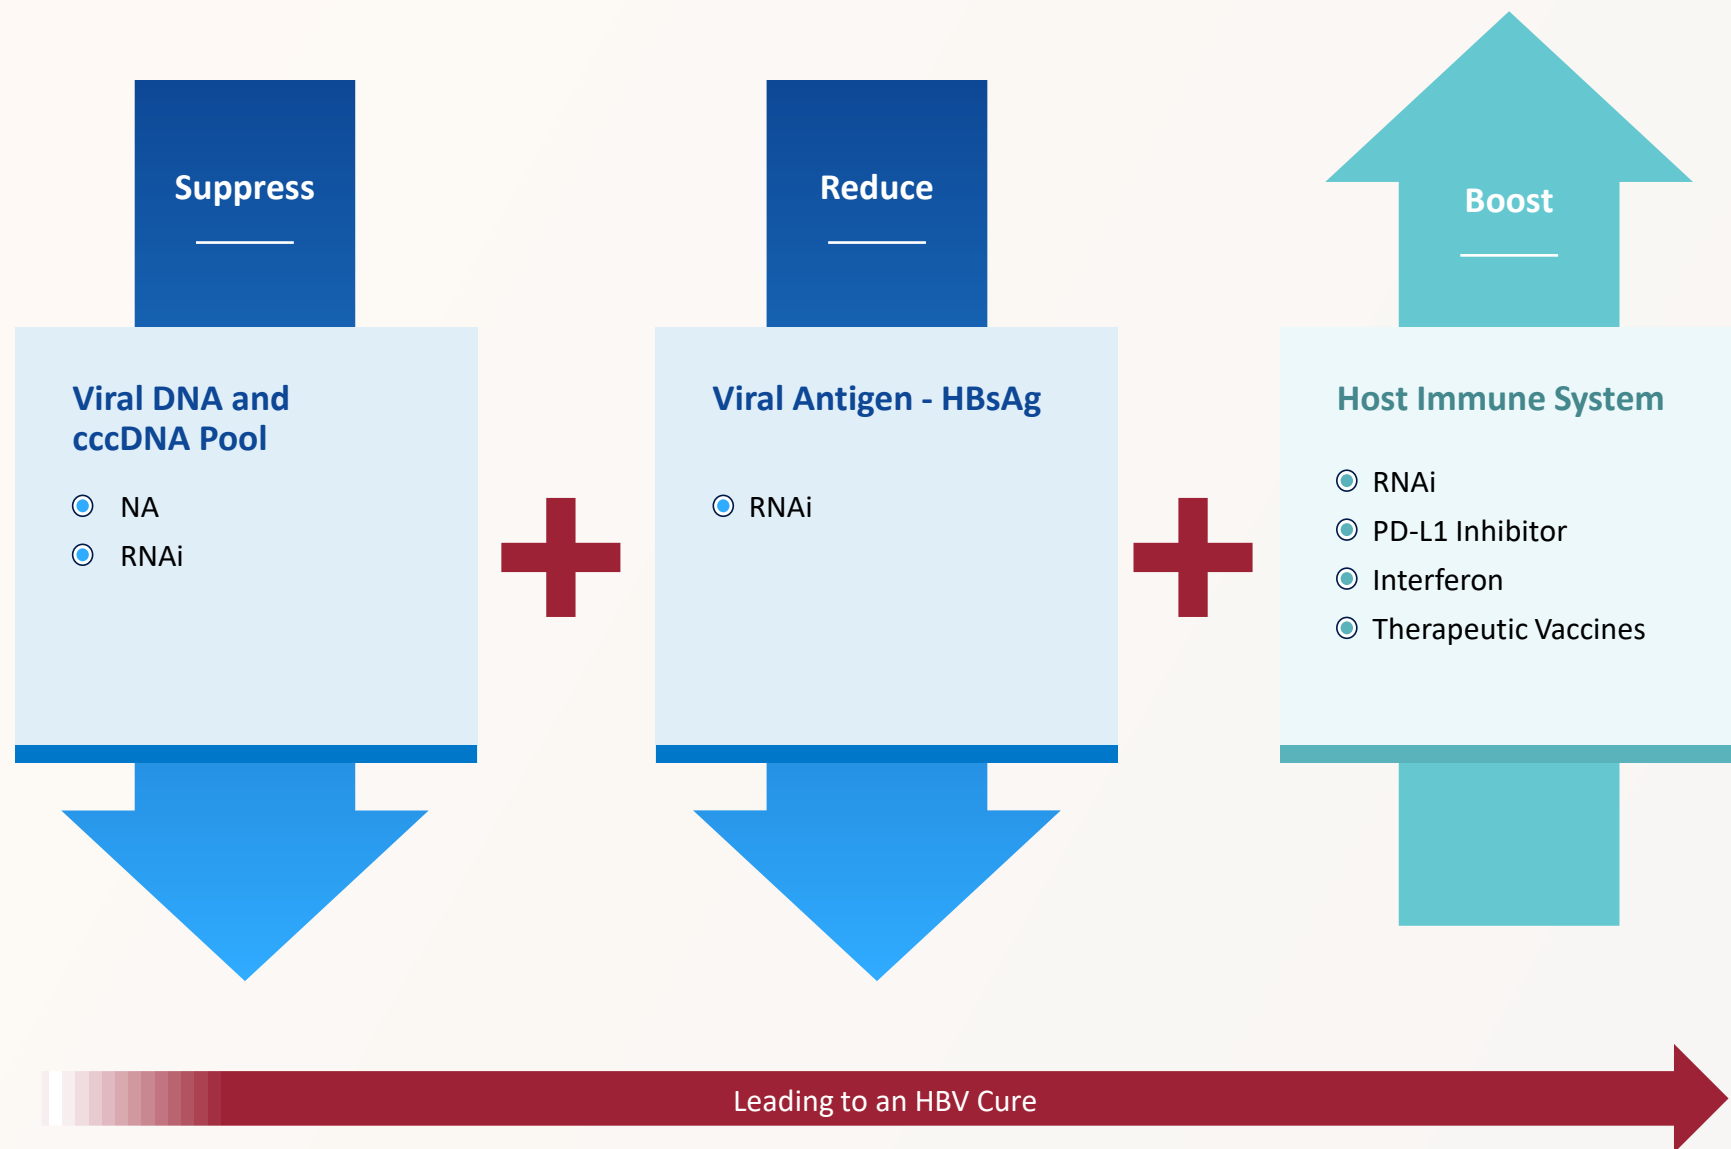 Suppress
Viral DNA and
cccDNA Pool
NA
RNAi
Reduce
Viral Antigen - HBsAg
RNAi
Boost
Host Immune System
RNAi
PD-L1 Inhibitor
Interferon
Therapeutic Vaccines
Leading to an HBV Cure